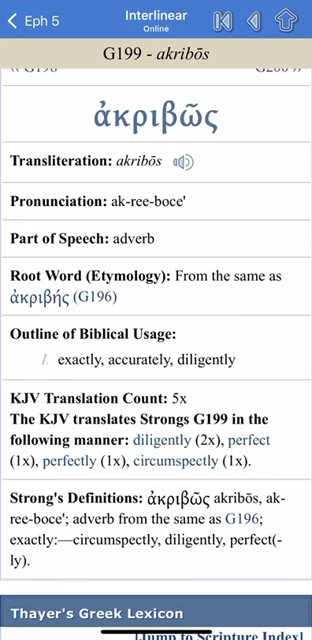 Eph 5
Interlinear
Online
G199 - akribōs
ἀκριβῶς
Transliteration: akribōs
Pronunciation: ak-ree-boce'
Part of Speech: adverb
Root Word (Etymology): From the same as
ἀκριβής (G196)
Outline of Biblical Usage:
I. exactly, accurately, diligently
KJV Translation Count: 5x
The KJV translates Strongs G199 in the
following manner: diligently (2x), perfect
(1x), perfectly (1x), circumspectly (1x).
Strong's Definitions: ἀκριβῶς akribōs, ak-
ree-boce'; adverb from the same as G196;
exactly:—circumspectly, diligently, perfect(-
ly).
Thayer's Greek Lexicon
[Jump to Scripture Index]